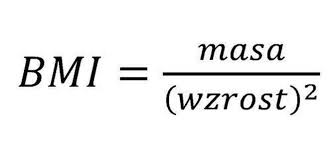 BMI = masa / (wzrost)²